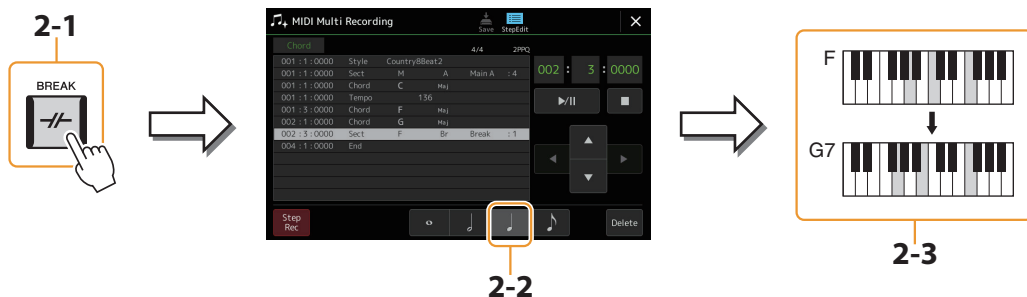 2-1
BREAK
MIDI Multi Recording
Save StepEdit
Chord 4/4 2PPQ
001 : 1 : 0000 Style Country8Beat2
001 : 1 : 0000 Sect M A Main A : 4
001 : 1 : 0000 Chord C Maj
001 : 1 : 0000 Tempo 136
001 : 3 : 0000 Chord F Maj
002 : 1 : 0000 Chord G Maj
002 : 3 : 0000 Sect F Br Break : 1
004 : 1 : 0000 End
002 : 3 : 0000
Step
Rec
Delete
2-2
F
G7
2-3